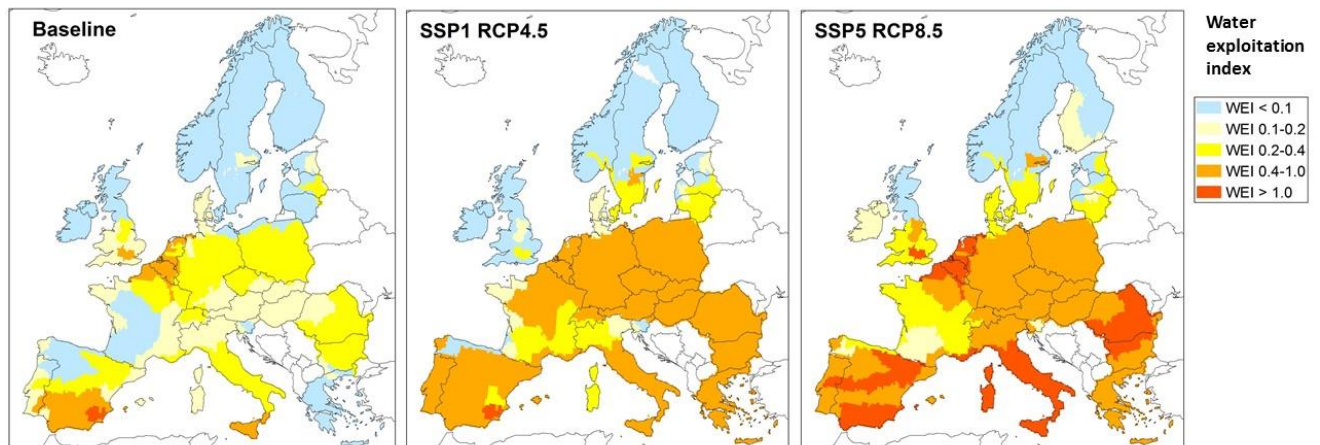 Baseline
SSP1 RCP4.5
SSP5 RCP8.5
Water
exploitation
index
WEI < 0.1
WEI 0.1-0.2
WEI 0.2-0.4
WEI 0.4-1.0
WEI > 1.0